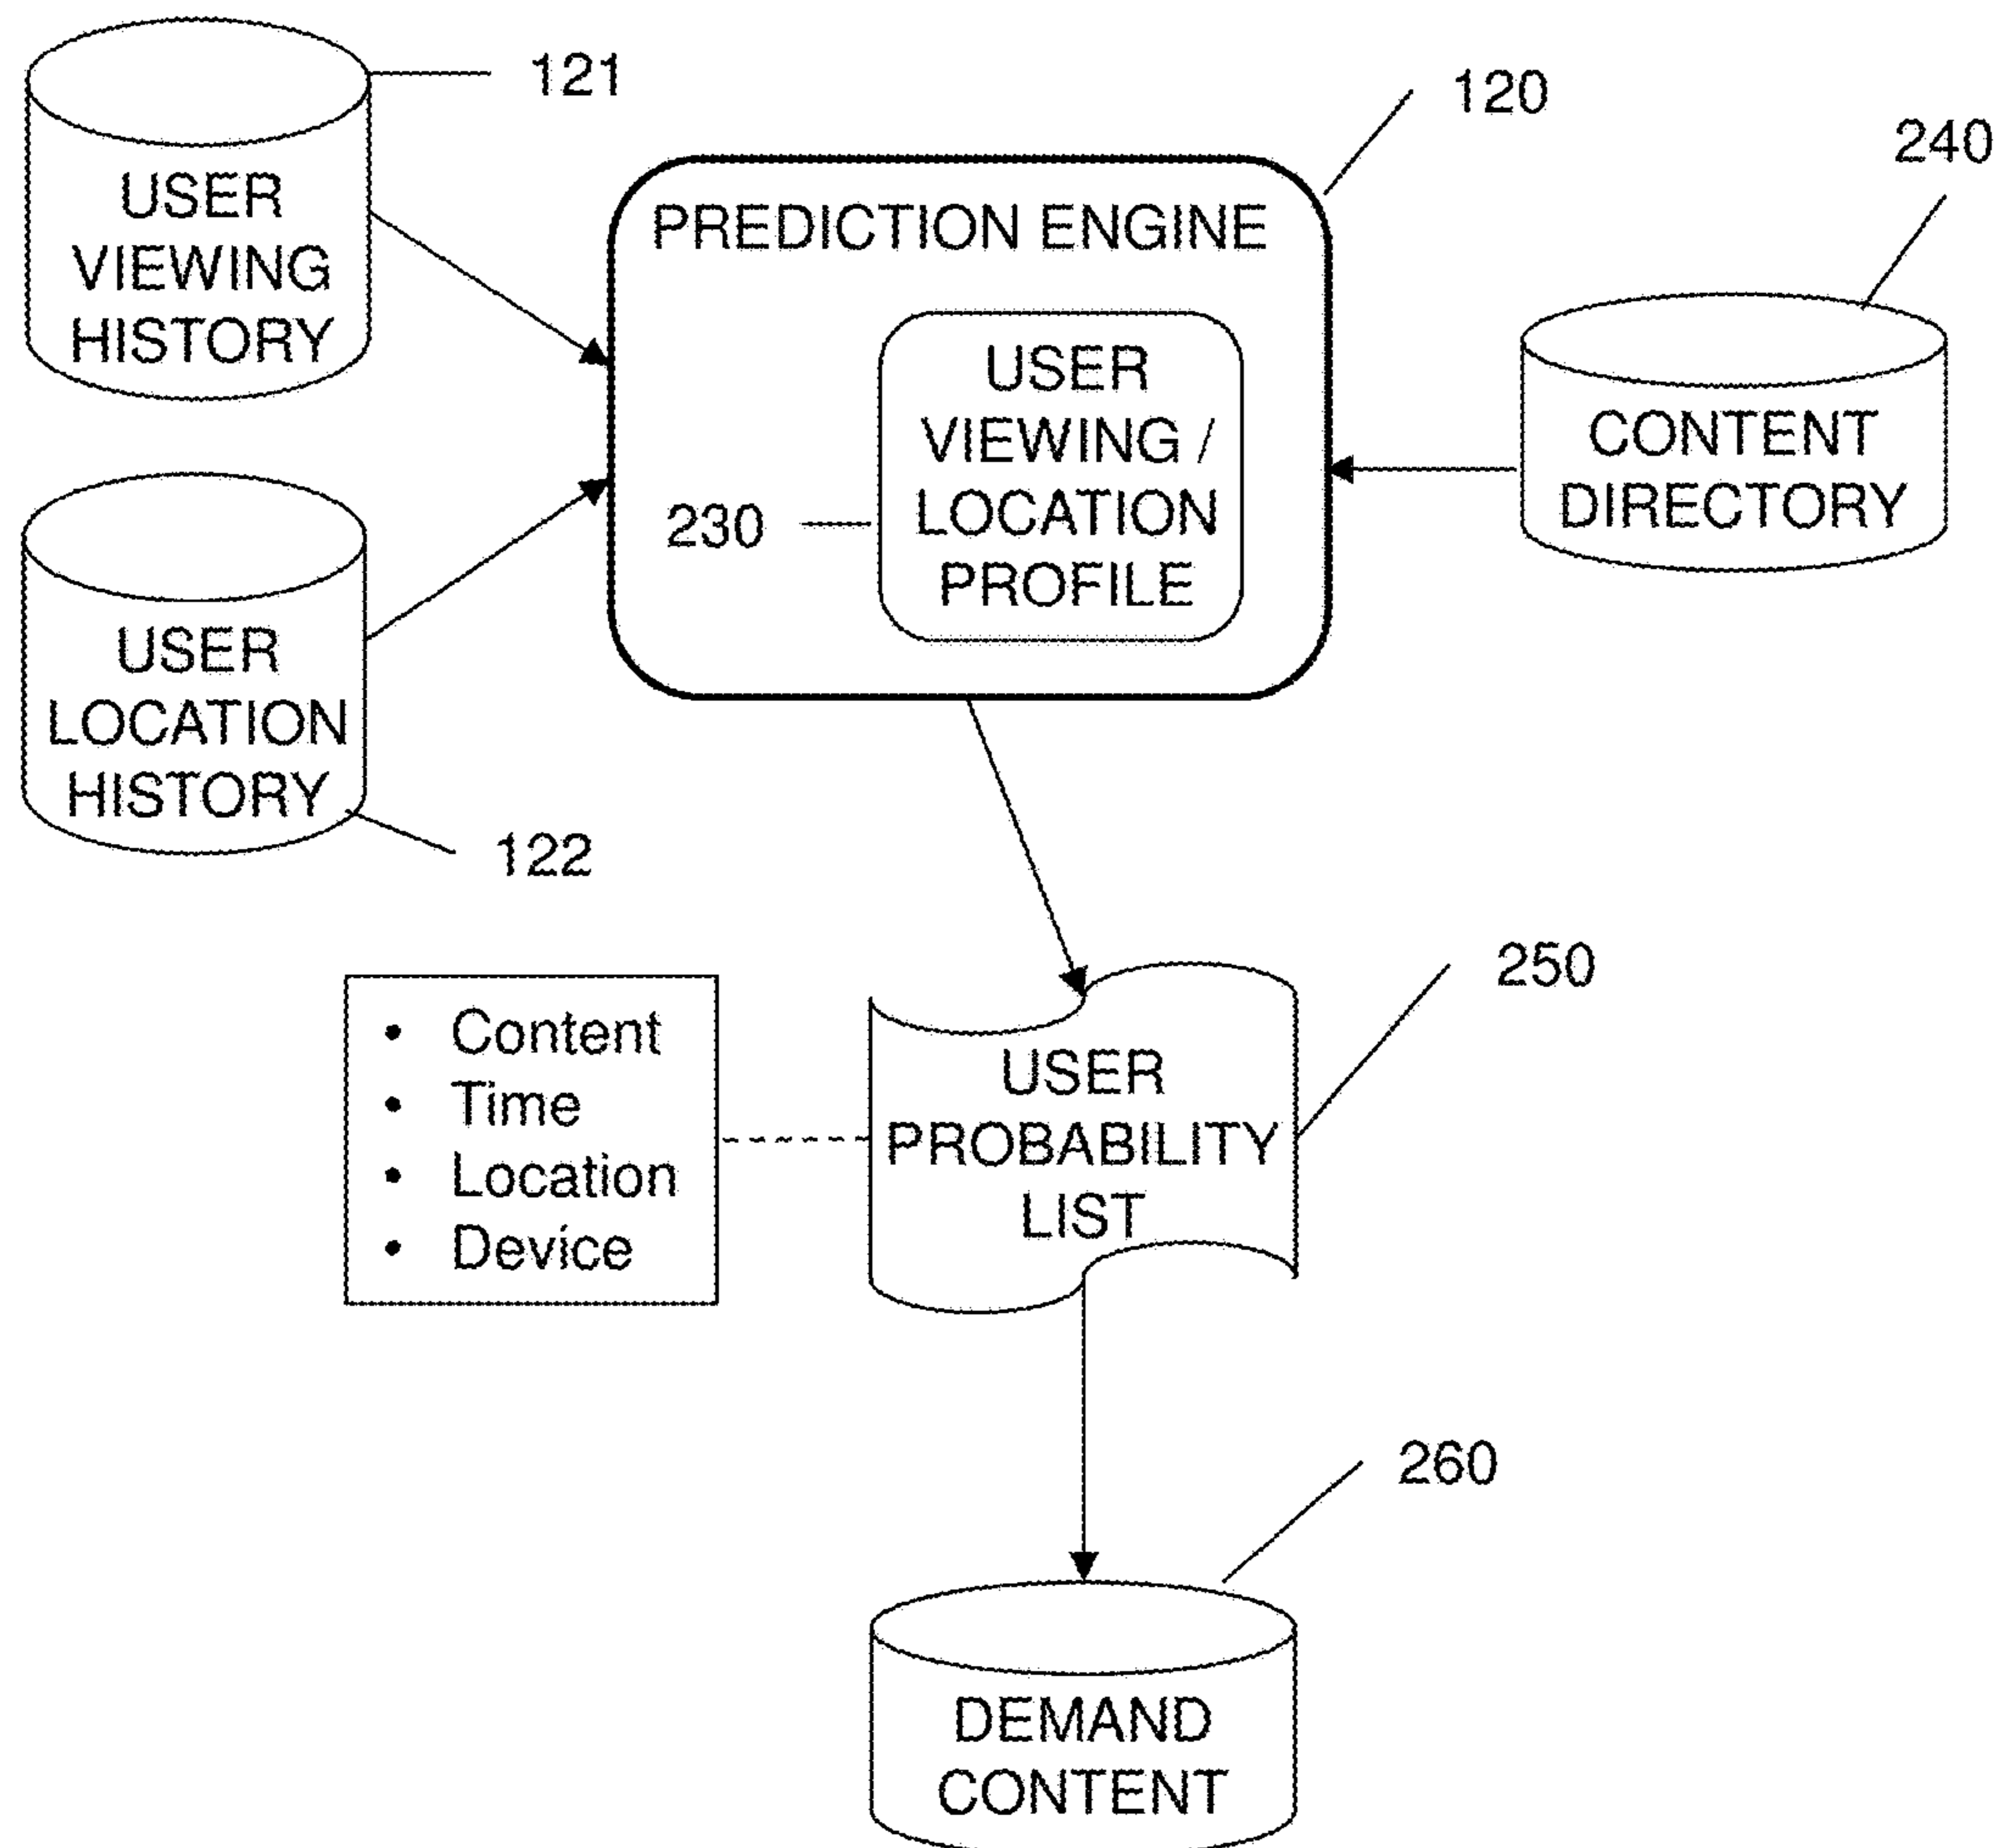 121
USER
VIEWING
HISTORY
120
PREDICTION ENGINE
240
USER
VIEWING /
LOCATION
PROFILE
230
CONTENT
DIRECTORY
USER
LOCATION
HISTORY
122
250
• Content
• Time
• Location
• Device
USER
PROBABILITY
LIST
260
DEMAND
CONTENT